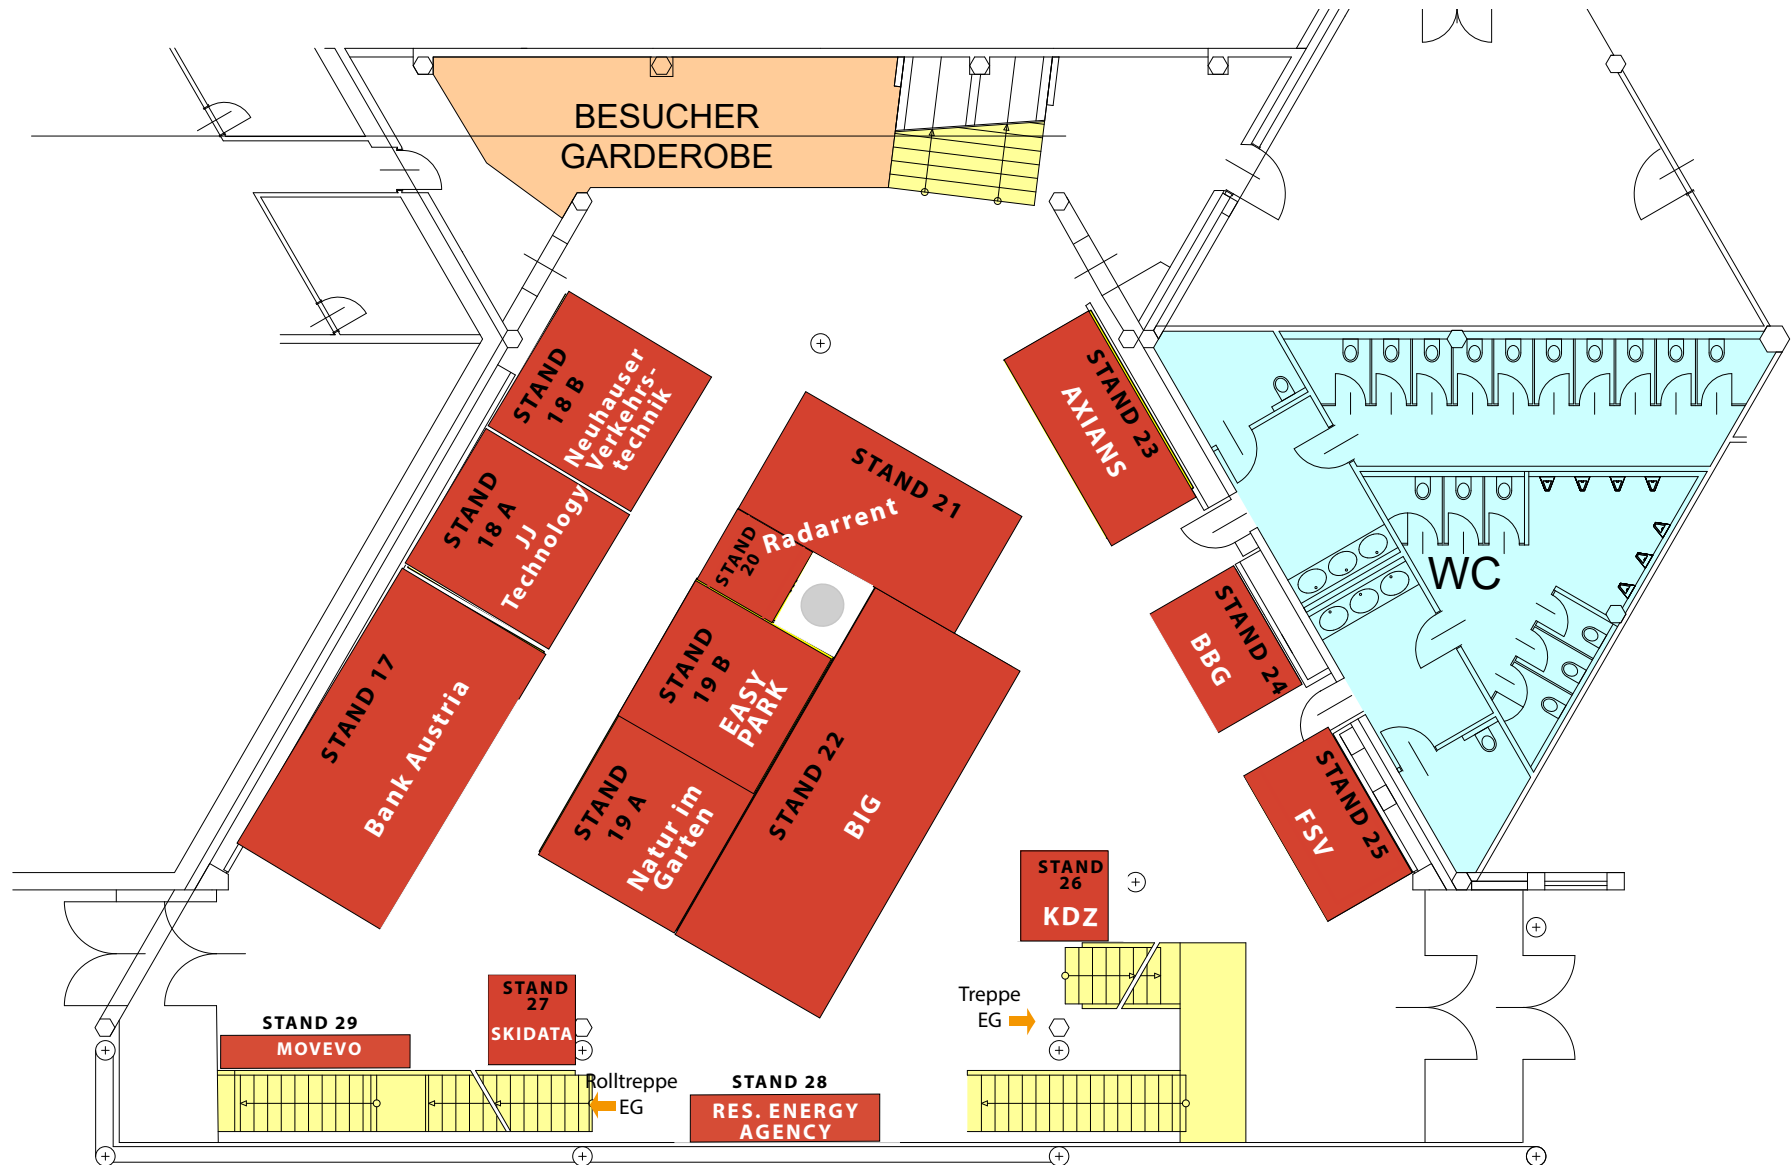 BESUCHER
GARDEROBE
STAND
18 B
Neuhauser
Verkehrs-
technik
STAND
18 A
JJ
Technology
STAND 17
Bank Austria
STAND 21
Radarrent
STAND
20
STAND
19 B
EASY
PARK
STAND
19 A
Natur im
Garten
STAND 22
BIG
STAND 23
AXIANS
STAND 24
BBG
STAND 25
FSV
WC
STAND
26
KDZ
Treppe
EG
STAND
27
SKIDATA
STAND 29
MOVEVO
Rolltreppe
EG
STAND 28
RES. ENERGY
AGENCY